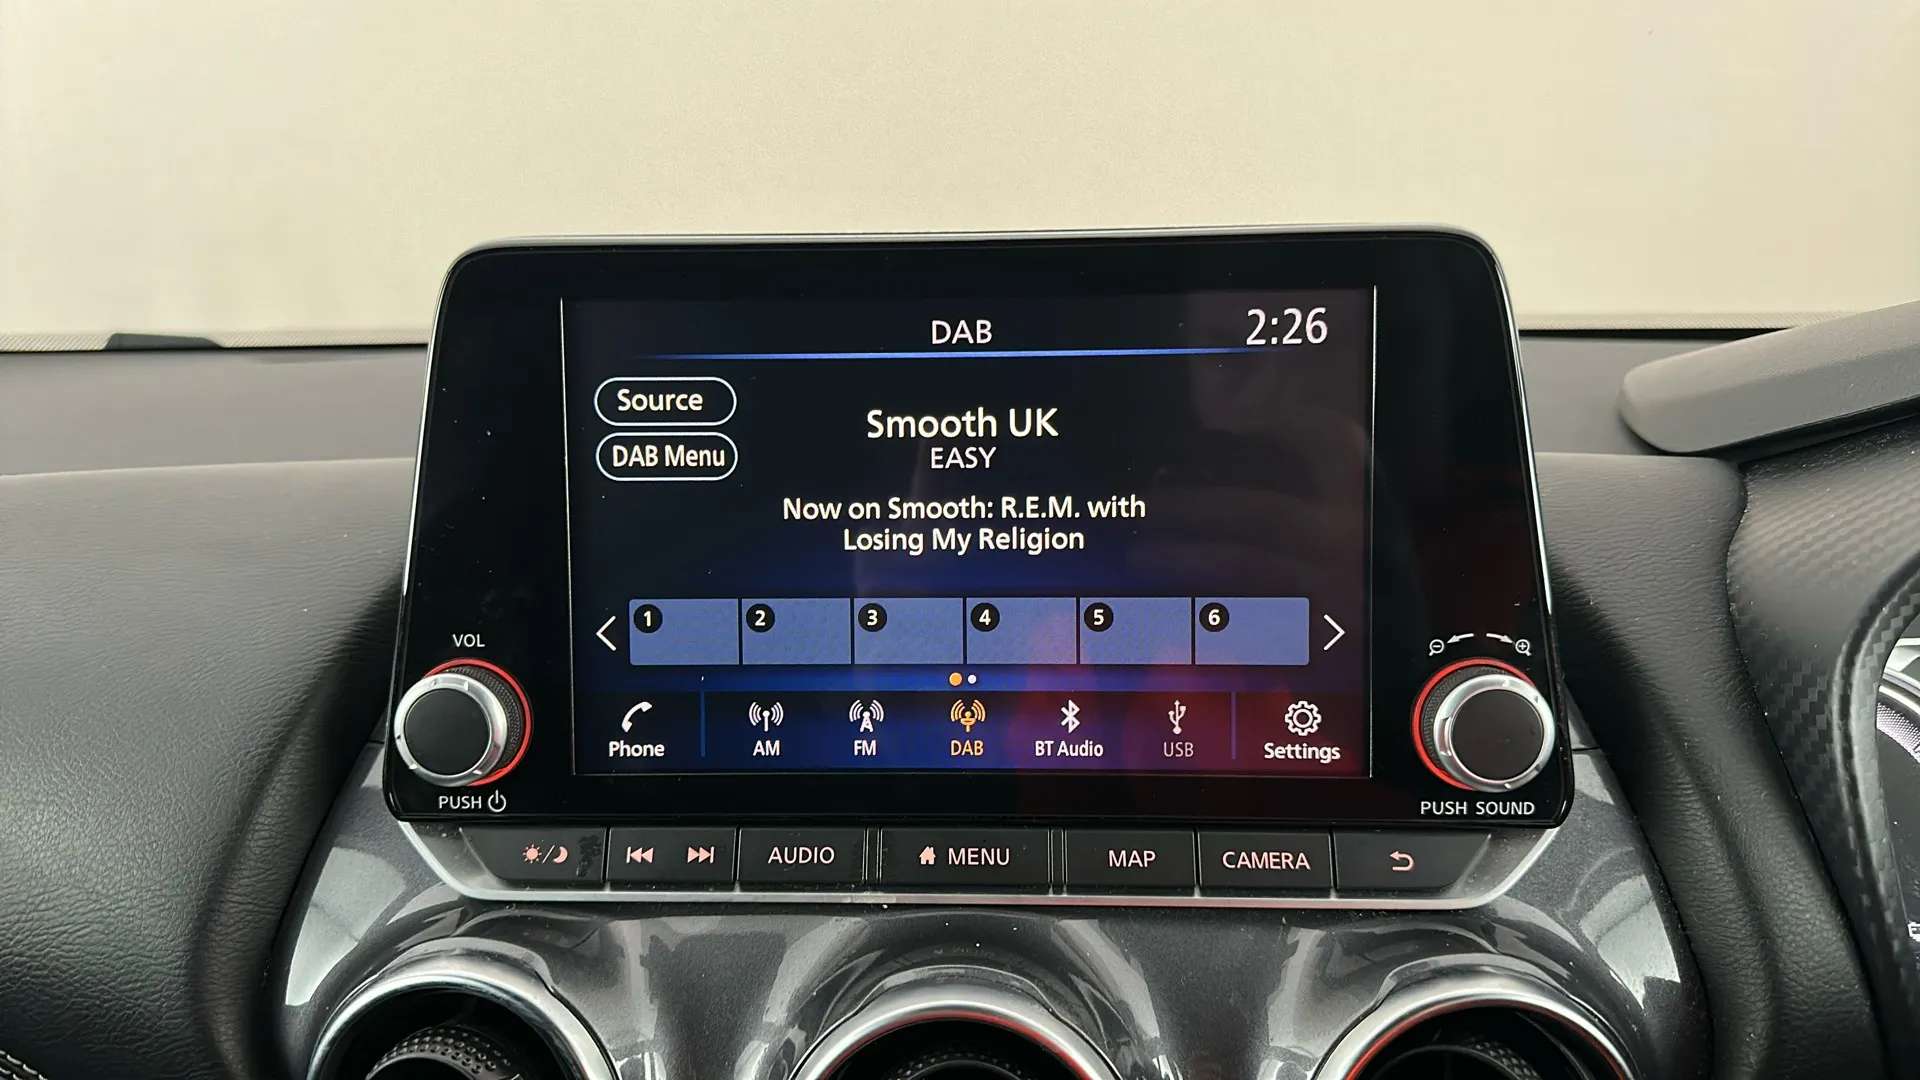 DAB
2:26
Source
DAB Menu
Smooth UK
EASY
Now on Smooth: R.E.M. with
Losing My Religion
1 2 3 4 5 6
Phone AM FM DAB BT Audio USB Settings
VOL
PUSH
PUSH SOUND
AUDIO MENU MAP CAMERA